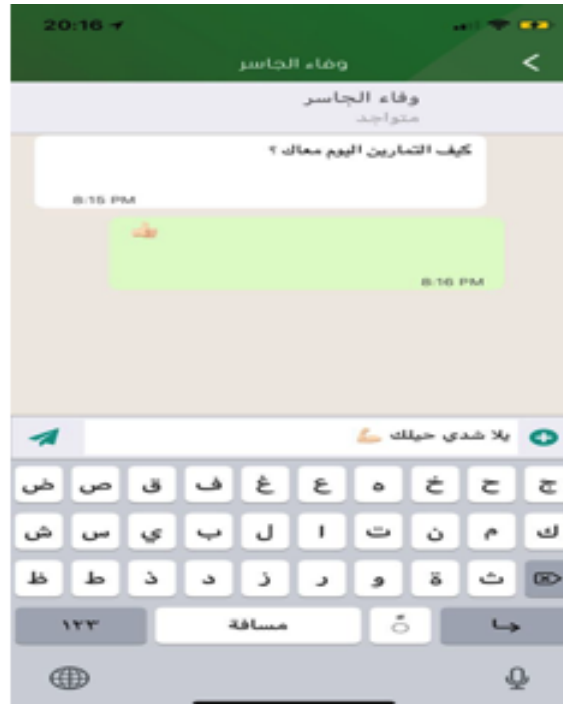 20:16
وفاء الجاسر
وفاء الجاسر
متواجد
كيف التمارين اليوم معاك ؟
8:15 PM
👍🏻
8:16 PM
يلا شدي حيلك 💪🏻
ض ص ق ف غ ع ه خ ح ج
ش س ي ب ل ا ت ن م ك
ظ ط ذ د ز ر و ة ث
١٢٣ مسافة